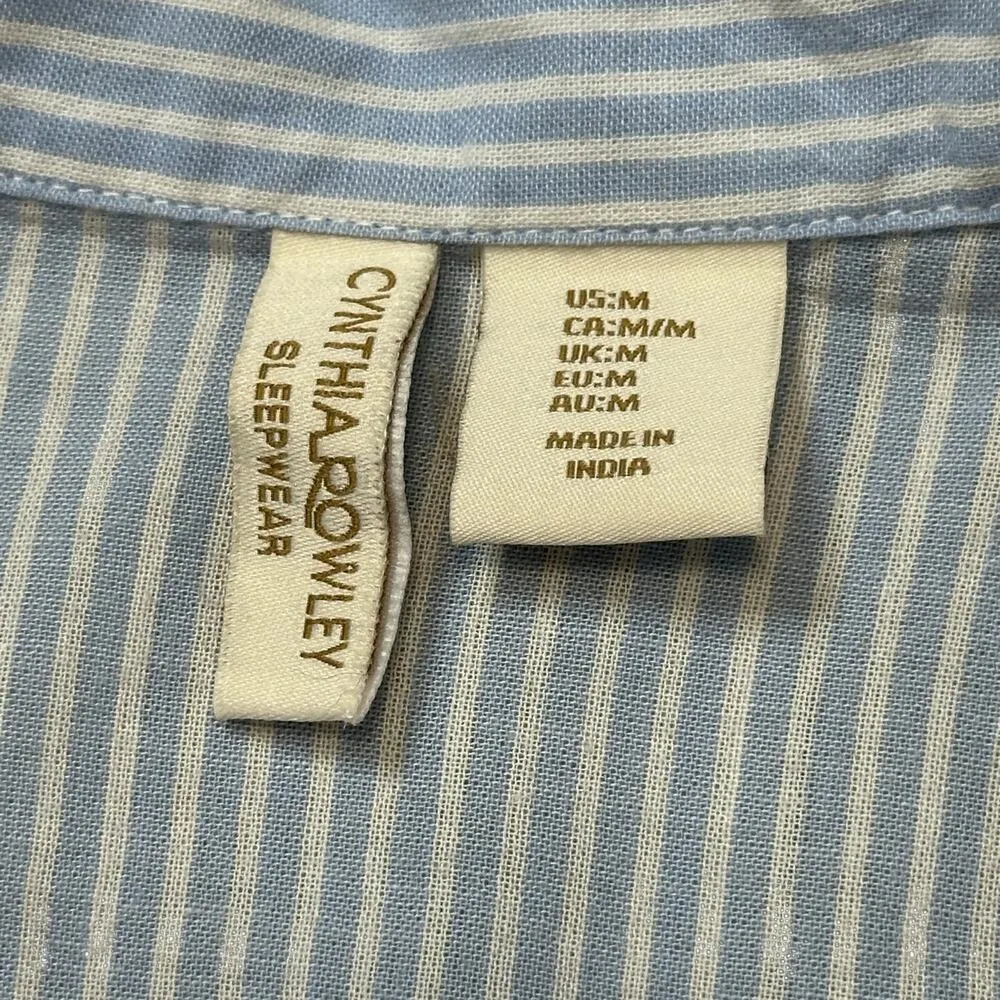 CYNTHIA ROWLEY
SLEEPWEAR
US:M
CA:M/M
UK:M
EU:M
AU:M
MADE IN
INDIA